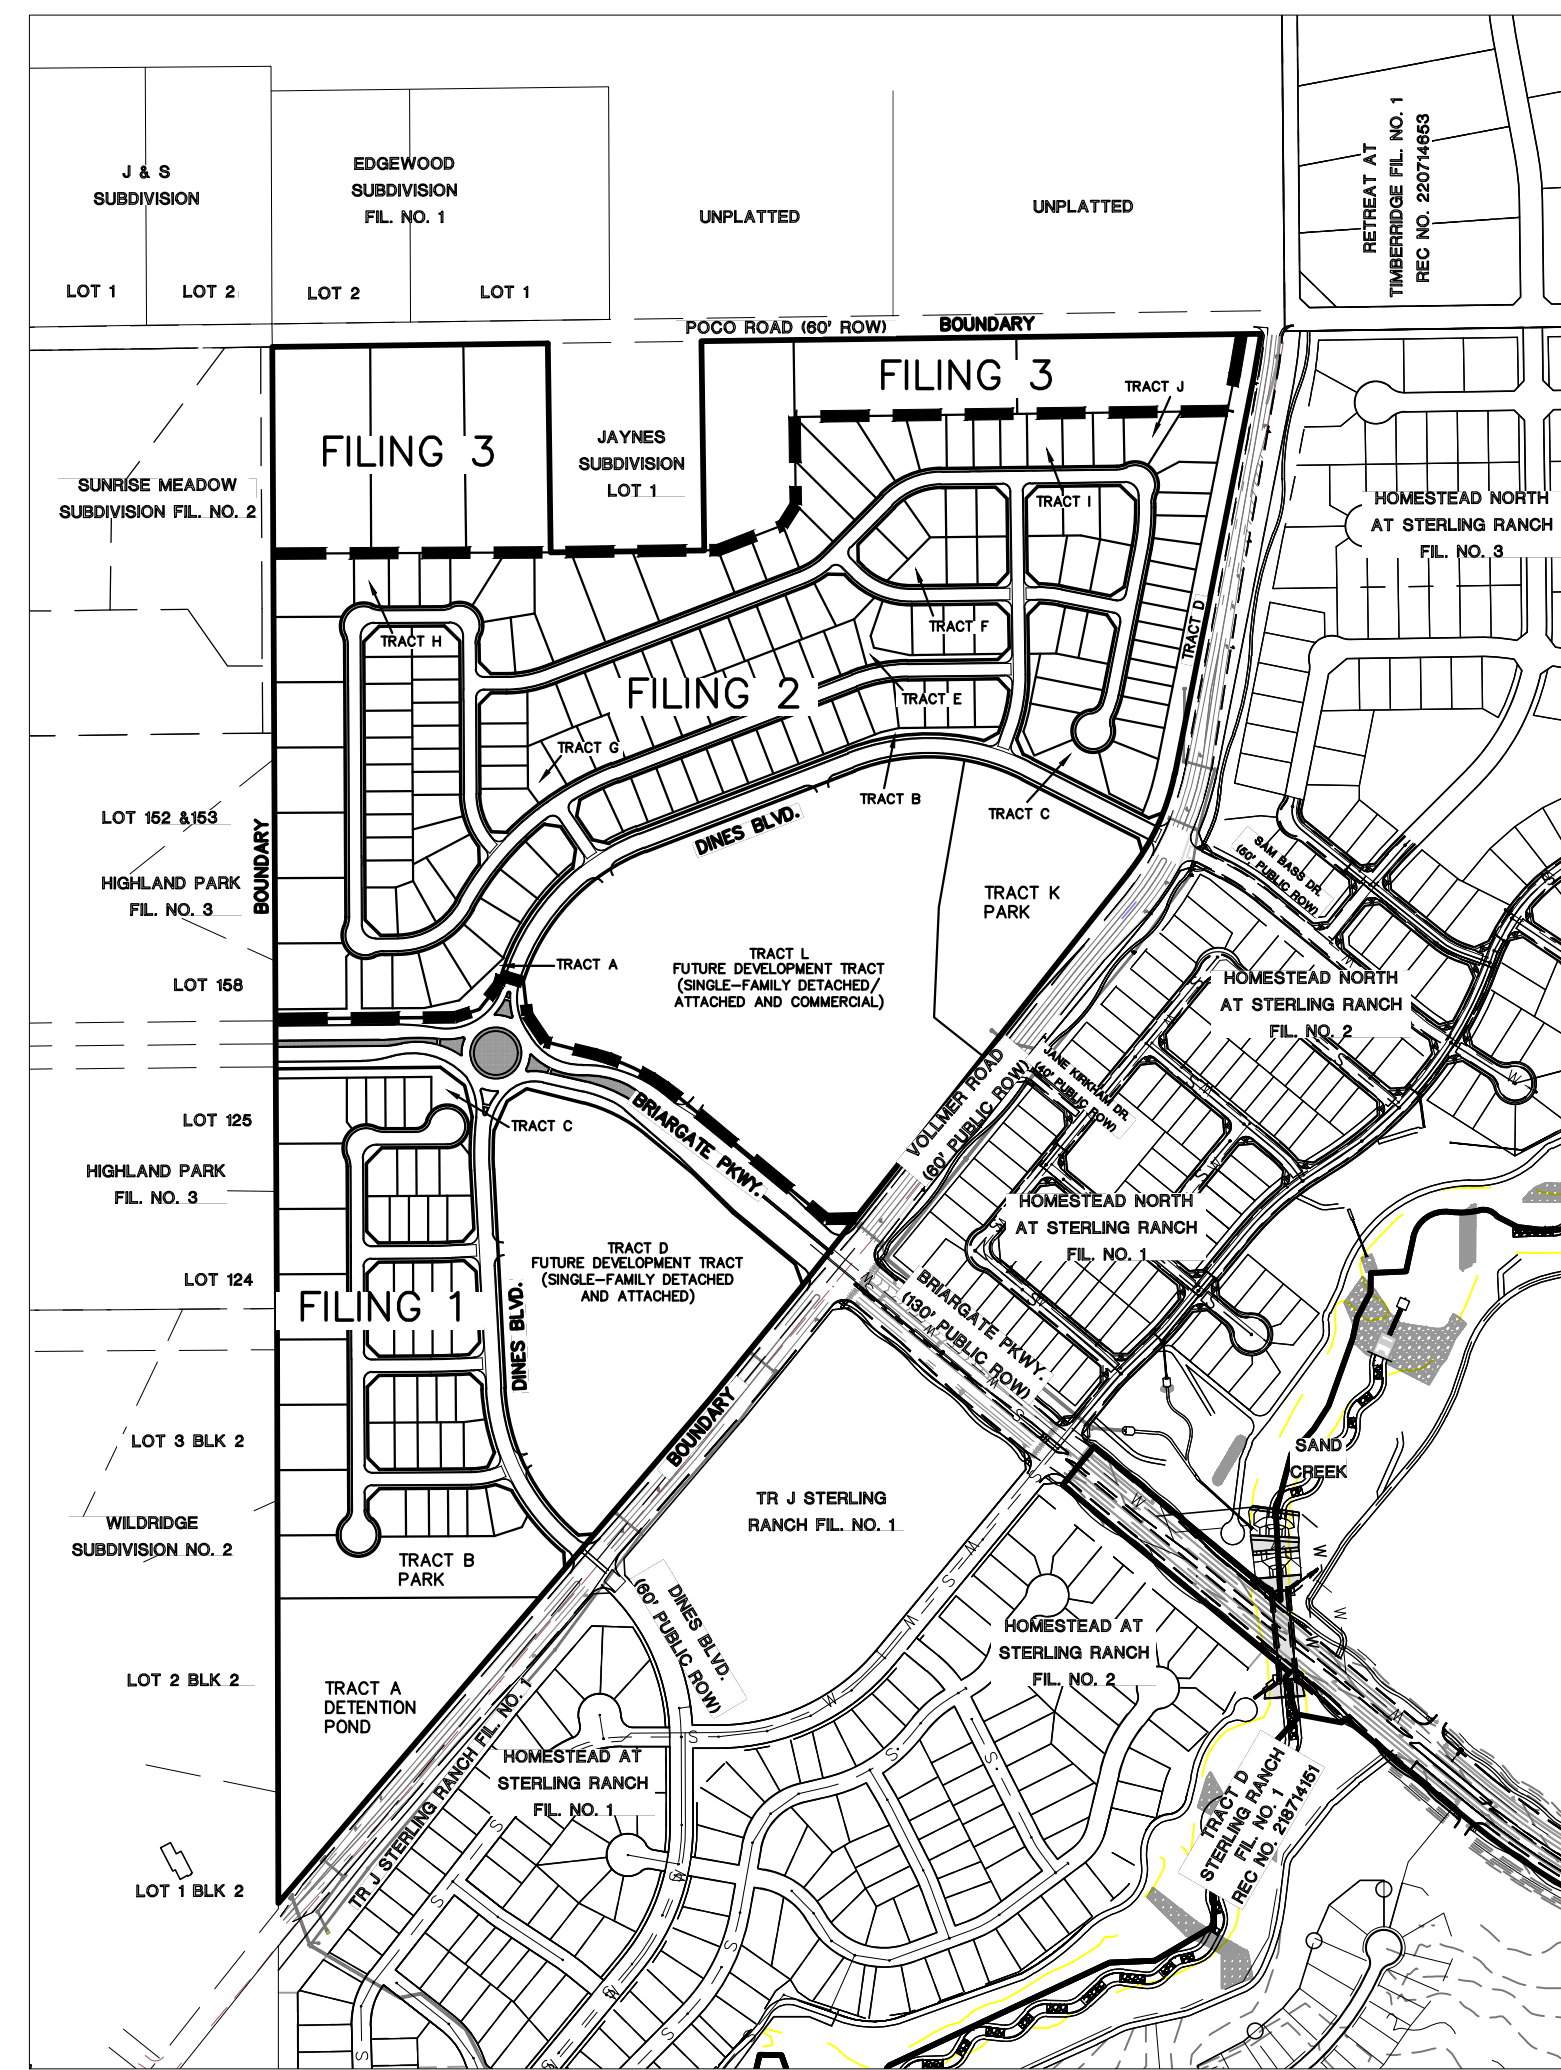 J & S
SUBDIVISION
LOT 1
LOT 2
EDGEWOOD
SUBDIVISION
FIL. NO. 1
LOT 2
LOT 1
UNPLATTED
UNPLATTED
RETREAT AT
TIMBERRIDGE FIL. NO. 1
REC NO. 220714653
POCO ROAD (60' ROW)
BOUNDARY
FILING 3
TRACT J
FILING 3
JAYNES
SUBDIVISION
LOT 1
SUNRISE MEADOW
SUBDIVISION FIL. NO. 2
TRACT I
HOMESTEAD NORTH
AT STERLING RANCH
FIL. NO. 3
TRACT H
TRACT F
TRACT D
FILING 2
TRACT E
TRACT G
TRACT B
TRACT C
DINES BLVD.
LOT 152 &153
BOUNDARY
HIGHLAND PARK
FIL. NO. 3
SAM BASS DR.
(50' PUBLIC ROW)
TRACT K
PARK
TRACT A
TRACT L
FUTURE DEVELOPMENT TRACT
(SINGLE-FAMILY DETACHED/
ATTACHED AND COMMERCIAL)
LOT 158
HOMESTEAD NORTH
AT STERLING RANCH
FIL. NO. 2
VOLLMER ROAD
(60' PUBLIC ROW)
JANE KIRKHAM DR.
(40' PUBLIC ROW)
LOT 125
TRACT C
BRIARGATE PKWY.
HIGHLAND PARK
FIL. NO. 3
HOMESTEAD NORTH
AT STERLING RANCH
FIL. NO. 1
LOT 124
TRACT D
FUTURE DEVELOPMENT TRACT
(SINGLE-FAMILY DETACHED
AND ATTACHED)
FILING 1
DINES BLVD.
BRIARGATE PKWY.
(130' PUBLIC ROW)
BOUNDARY
LOT 3 BLK 2
SAND
CREEK
TR J STERLING
RANCH FIL. NO. 1
WILDRIDGE
SUBDIVISION NO. 2
TRACT B
PARK
DINES BLVD.
(60' PUBLIC ROW)
HOMESTEAD AT
STERLING RANCH
FIL. NO. 2
LOT 2 BLK 2
TRACT A
DETENTION
POND
TR J STERLING RANCH FIL. NO. 1
HOMESTEAD AT
STERLING RANCH
FIL. NO. 1
TRACT D
STERLING RANCH
FIL. NO. 1
REC NO. 218714151
LOT 1 BLK 2